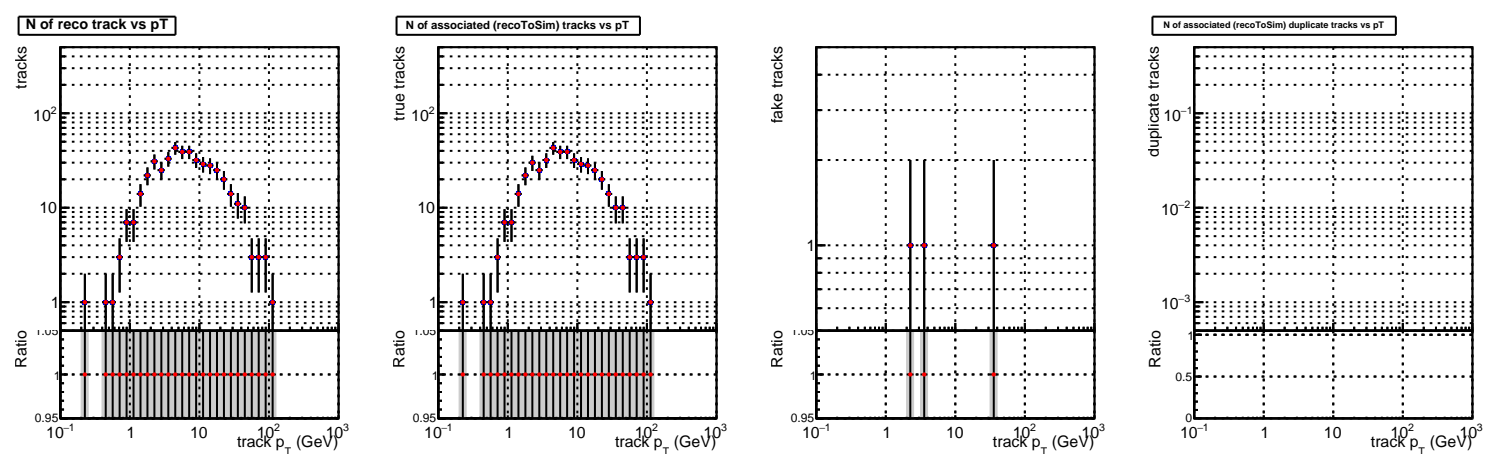 N of reco track vs pT
tracks
10²
10
1
Ratio
1.05
1
0.95
10⁻¹ 1 10 10² 10³
track p_T (GeV)
N of associated (recoToSim) tracks vs pT
true tracks
10²
10
1
Ratio
1.05
1
0.95
10⁻¹ 1 10 10² 10³
track p_T (GeV)
fake tracks
1
Ratio
1.05
1
0.95
10⁻¹ 1 10 10² 10³
track p_T (GeV)
N of associated (recoToSim) duplicate tracks vs pT
duplicate tracks
10⁻¹
10⁻²
10⁻³
Ratio
1
0.5
0
10⁻¹ 1 10 10² 10³
track p_T (GeV)